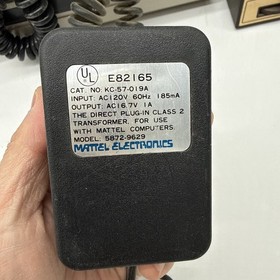 UL
E82165
CAT. NO. KC-57-019A
INPUT: AC120V 60Hz 185mA
OUTPUT: AC16.7V 1A
THE DIRECT PLUG-IN CLASS 2
TRANSFORMER, FOR USE
WITH MATTEL COMPUTERS.
MODEL: 5872-9629
MATTEL ELECTRONICS